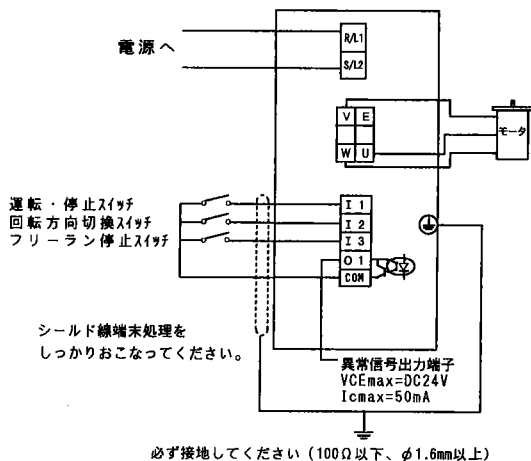 電源へ
R/L1
S/L2
V E
W U
モータ
運転・停止スイッチ
回転方向切換スイッチ
フリーラン停止スイッチ
I1
I2
I3
O1
COM
シールド線端末処理を
しっかりおこなってください。
異常信号出力端子
VCEmax=DC24V
Icmax=50mA
必ず接地してください(100Ω以下、φ1.6mm以上)